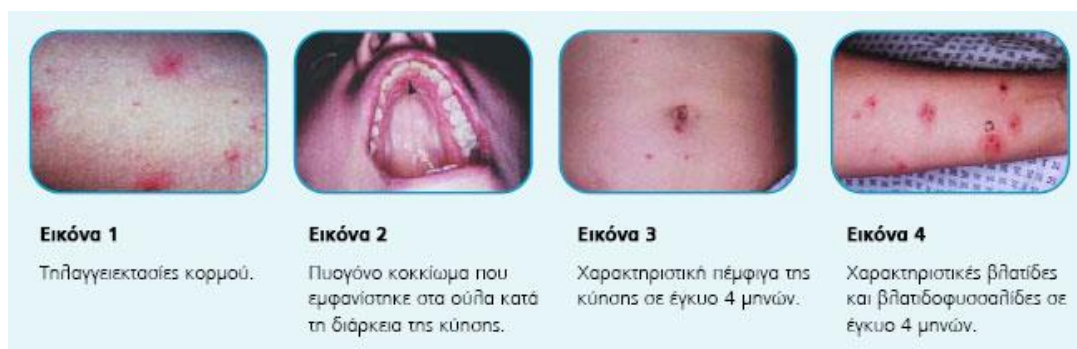 Εικόνα 1
Τηλαγγειεκτασίες κορμού.
Εικόνα 2
Πυογόνο κοκκίωμα που
εμφανίστηκε στα ούλα κατά
τη διάρκεια της κύησης.
Εικόνα 3
Χαρακτηριστική πέμφιγα της
κύησης σε έγκυο 4 μηνών.
Εικόνα 4
Χαρακτηριστικές βλατίδες
και βλατιδοφυσσαλίδες σε
έγκυο 4 μηνών.